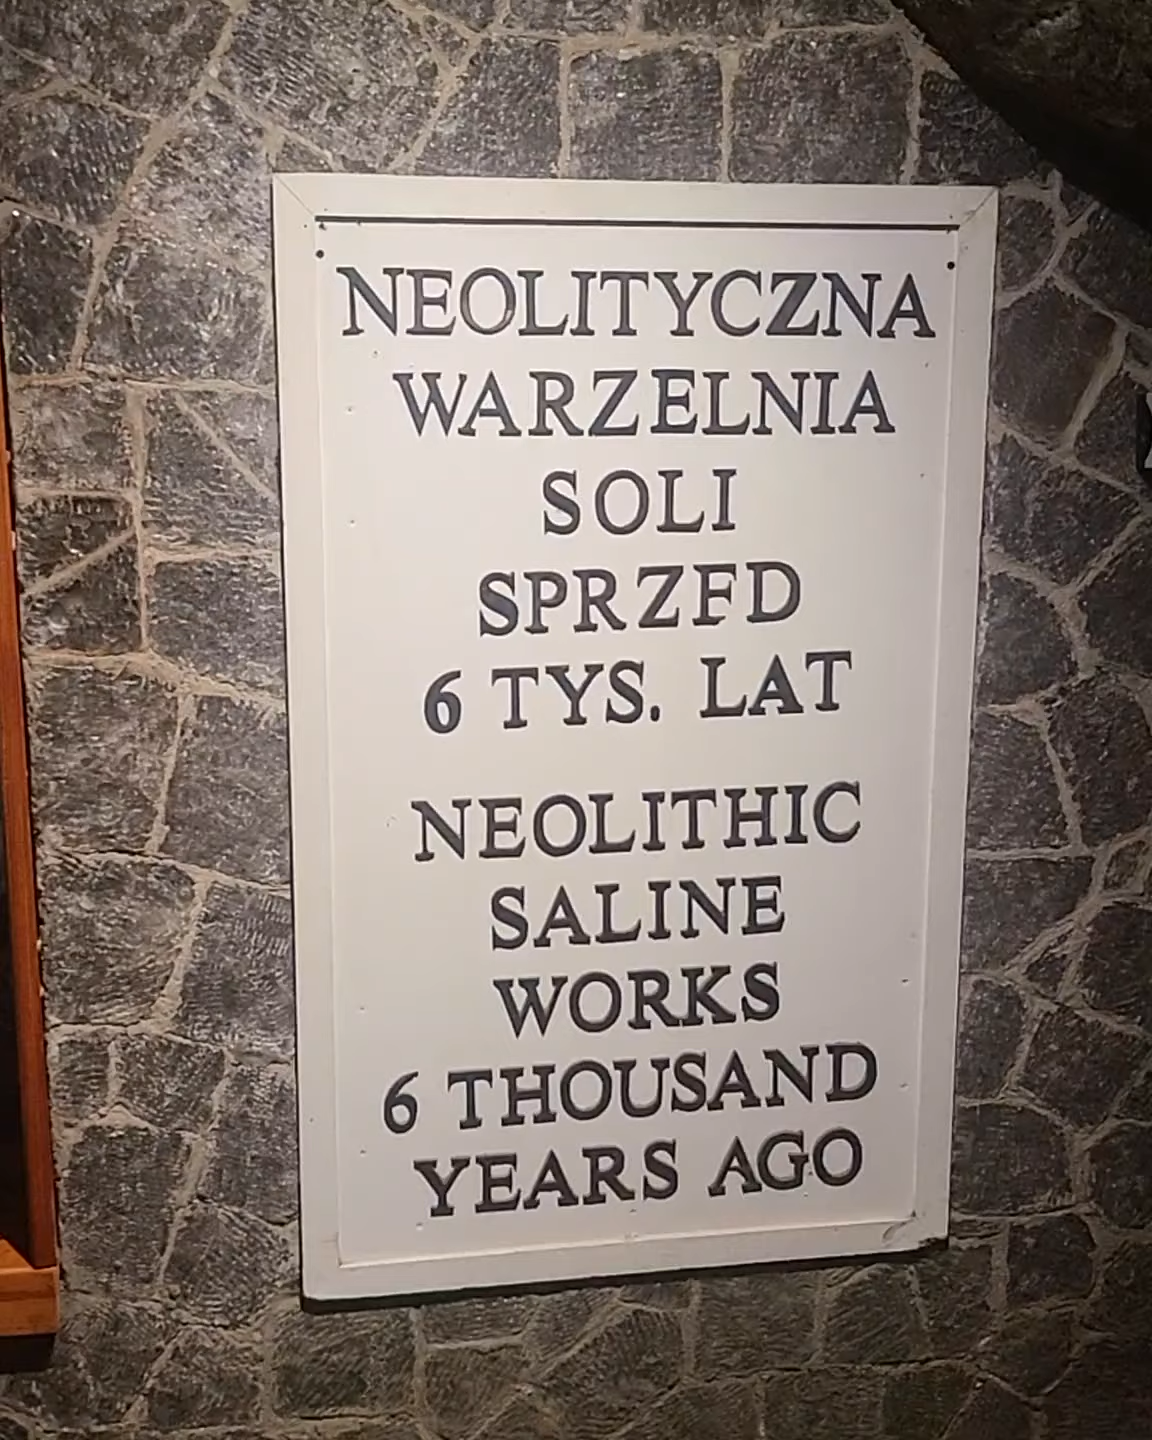 NEOLITYCZNA
WARZELNIA
SOLI
SPRZFD
6 TYS. LAT
NEOLITHIC
SALINE
WORKS
6 THOUSAND
YEARS AGO